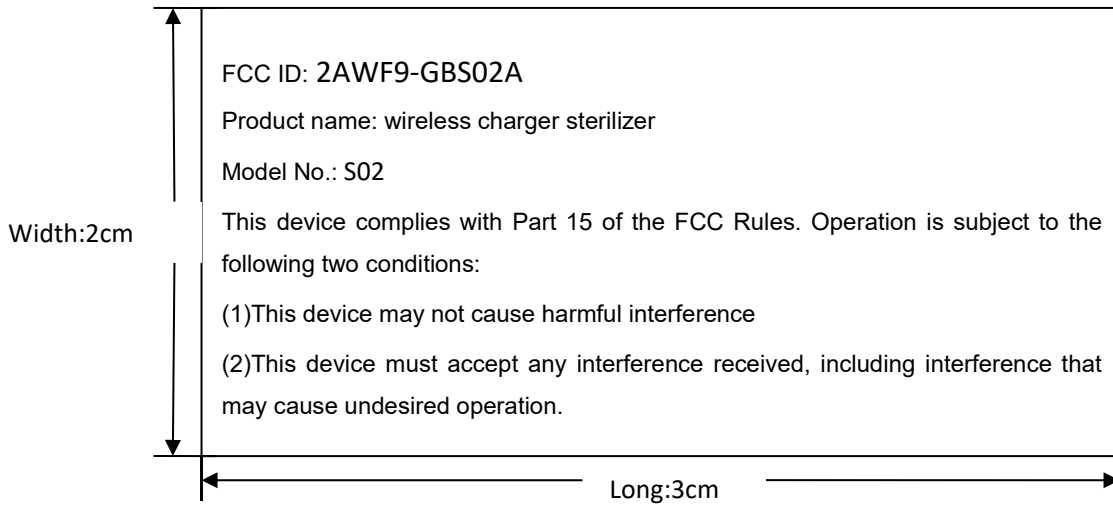 FCC ID: 2AWF9-GBS02A
Product name: wireless charger sterilizer
Model No.: S02
This device complies with Part 15 of the FCC Rules. Operation is subject to the
following two conditions:
(1)This device may not cause harmful interference
(2)This device must accept any interference received, including interference that
may cause undesired operation.
Width:2cm
Long:3cm